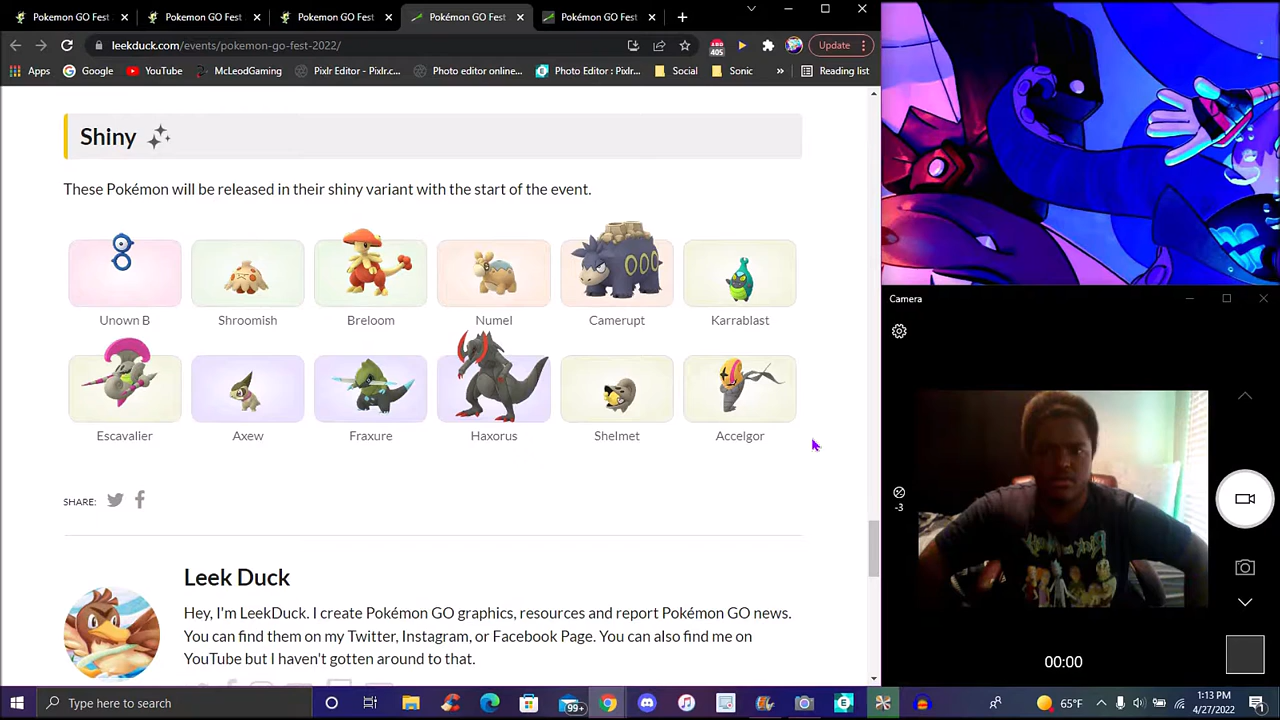 Pokemon GO Fest
Pokemon GO Fest
Pokemon GO Fest
Pokémon GO Fest
Pokémon GO Fest
leekduck.com/events/pokemon-go-fest-2022/
405
Update
Apps
Google
YouTube
McLeodGaming
Pixlr Editor - Pixlr.c...
Photo editor online...
Photo Editor : Pixlr...
Social
Sonic
»
Reading list
Shiny
These Pokémon will be released in their shiny variant with the start of the event.
Unown B
Shroomish
Breloom
Numel
Camerupt
Karrablast
Escavalier
Axew
Fraxure
Haxorus
Shelmet
Accelgor
SHARE:
Leek Duck
Hey, I'm LeekDuck. I create Pokémon GO graphics, resources and report Pokémon GO news.
You can find them on my Twitter, Instagram, or Facebook Page. You can also find me on
YouTube but I haven't gotten around to that.
Camera
-3
00:00
Type here to search
99+
65°F
1:13 PM
4/27/2022